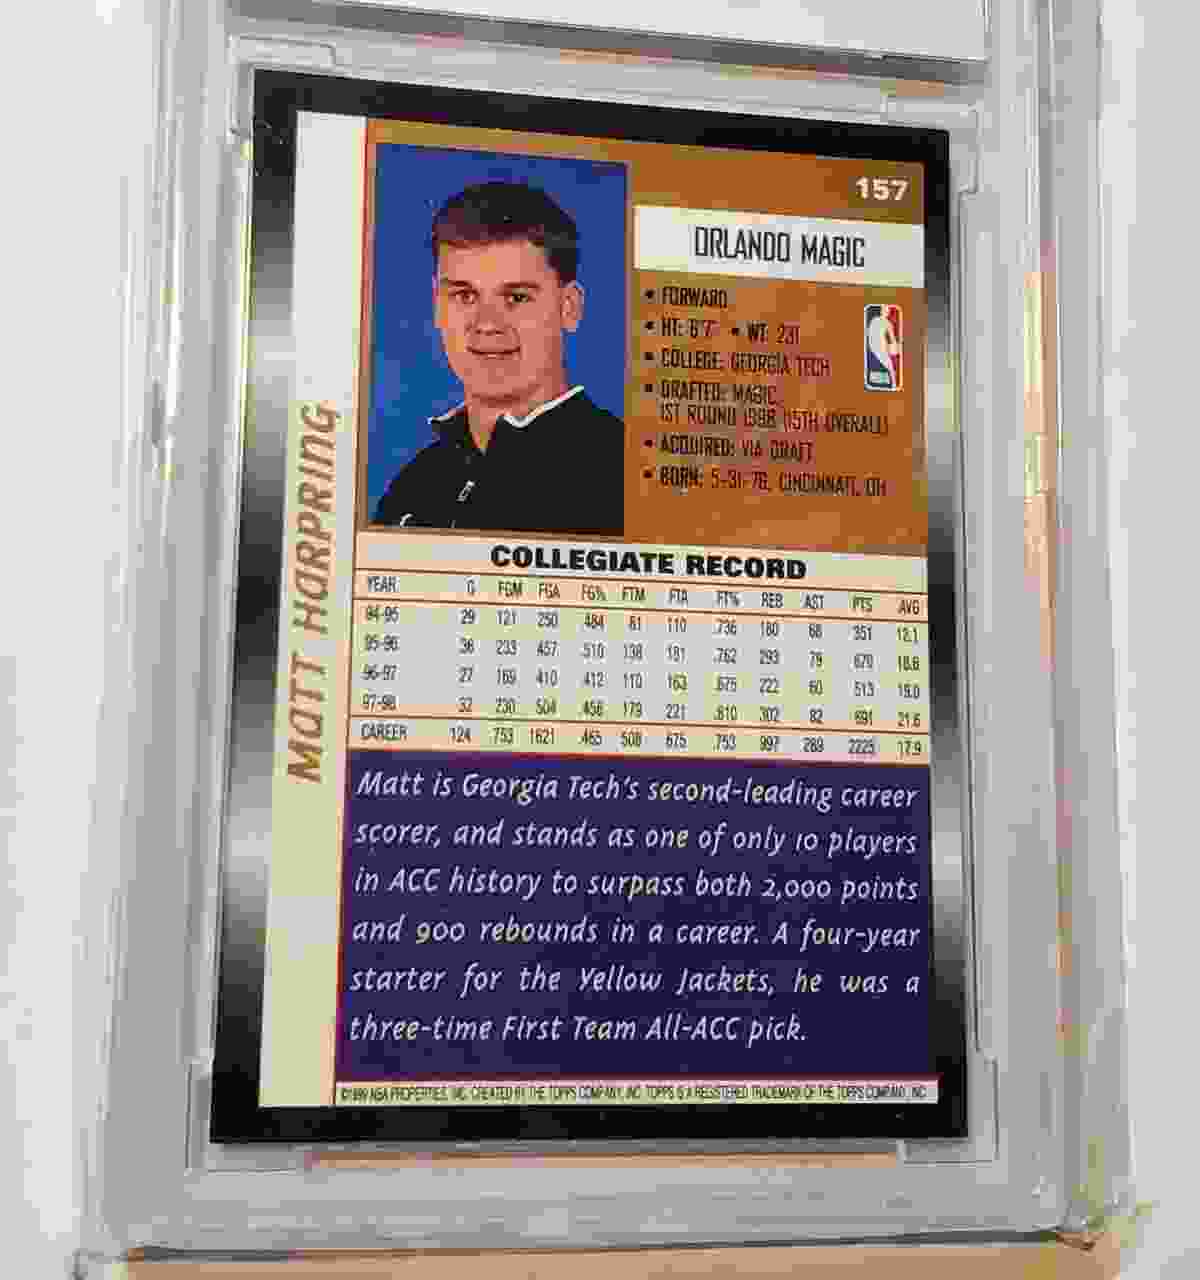 157
ORLANDO MAGIC
• FORWARD
• HT: 6'7" • WT: 231
• COLLEGE: GEORGIA TECH
• DRAFTED: MAGIC,
1ST ROUND 1998 (15TH OVERALL)
• ACQUIRED: VIA DRAFT
• BORN: 5-31-76, CINCINNATI, OH
MATT HARPRING
COLLEGIATE RECORD
YEAR G FGM FGA FG% FTM FTA FT% REB AST PTS AVG
94-95 29 121 250 .484 81 110 .736 180 68 351 12.1
95-96 36 233 457 .510 138 181 .762 293 79 670 18.6
96-97 27 169 410 .412 110 163 .675 222 60 513 19.0
97-98 32 230 504 .456 179 221 .810 302 82 691 21.6
CAREER 124 753 1621 .465 508 675 .753 997 289 2225 17.9
Matt is Georgia Tech's second-leading career
scorer, and stands as one of only 10 players
in ACC history to surpass both 2,000 points
and 900 rebounds in a career. A four-year
starter for the Yellow Jackets, he was a
three-time First Team All-ACC pick.
©1999 NBA PROPERTIES, INC. CREATED BY THE TOPPS COMPANY, INC. TOPPS IS A REGISTERED TRADEMARK OF THE TOPPS COMPANY, INC.